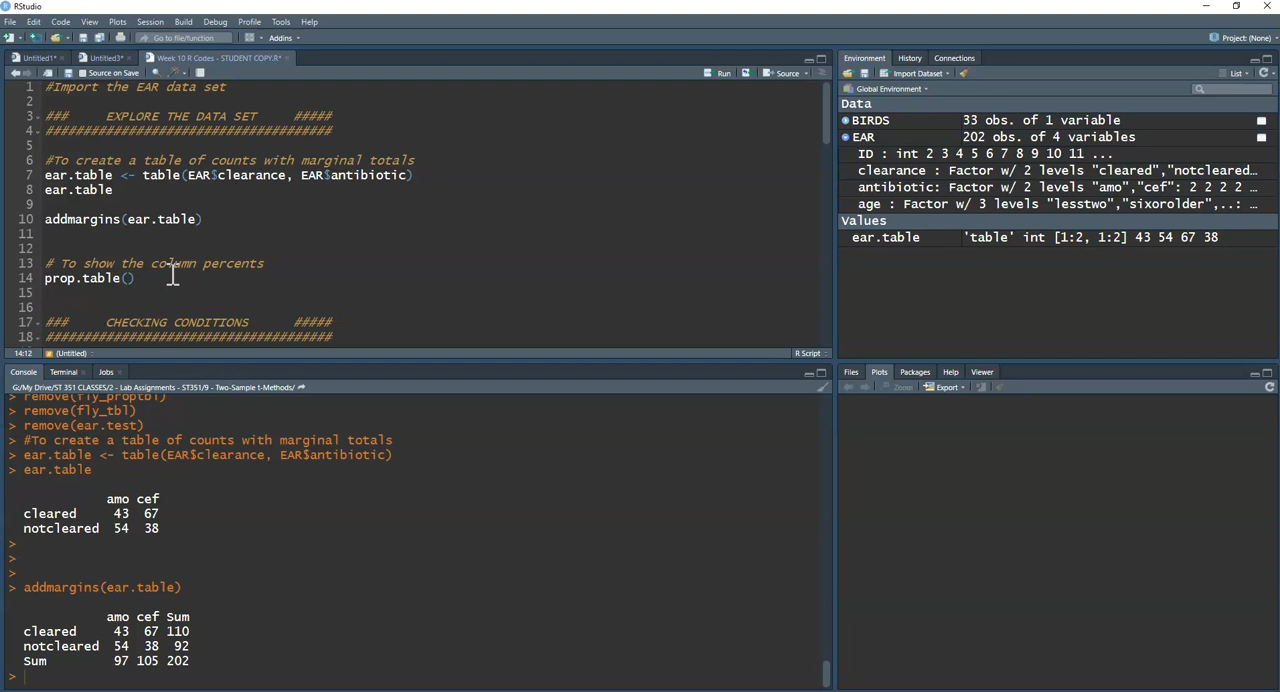 RStudio
File Edit Code View Plots Session Build Debug Profile Tools Help
Go to file/function Addins Project: (None)
Untitled1* Untitled3* Week 10 R Codes - STUDENT COPY.R*
Source on Save Run Source
1 #Import the EAR data set
2
3 ### EXPLORE THE DATA SET #####
4 ######################################
5
6 #To create a table of counts with marginal totals
7 ear.table <- table(EAR$clearance, EAR$antibiotic)
8 ear.table
9
10 addmargins(ear.table)
11
12
13 # To show the column percents
14 prop.table()
15
16
17 ### CHECKING CONDITIONS #####
18 ######################################
14:12 (Untitled) R Script
Console Terminal Jobs
G:/My Drive/ST 351 CLASSES/2 - Lab Assignments - ST351/9 - Two-Sample t-Methods/
> remove(fly_proptbl)
> remove(fly_tbl)
> remove(ear.test)
> #To create a table of counts with marginal totals
> ear.table <- table(EAR$clearance, EAR$antibiotic)
> ear.table
amo cef
cleared 43 67
notcleared 54 38
>
>
>
> addmargins(ear.table)
amo cef Sum
cleared 43 67 110
notcleared 54 38 92
Sum 97 105 202
>
Environment History Connections
Import Dataset List
Global Environment
Data
BIRDS 33 obs. of 1 variable
EAR 202 obs. of 4 variables
ID : int 2 3 4 5 6 7 8 9 10 11 ...
clearance : Factor w/ 2 levels "cleared","notcleared…
antibiotic: Factor w/ 2 levels "amo","cef": 2 2 2 2 …
age : Factor w/ 3 levels "lesstwo","sixorolder",..: …
Values
ear.table 'table' int [1:2, 1:2] 43 54 67 38
Files Plots Packages Help Viewer
Zoom Export